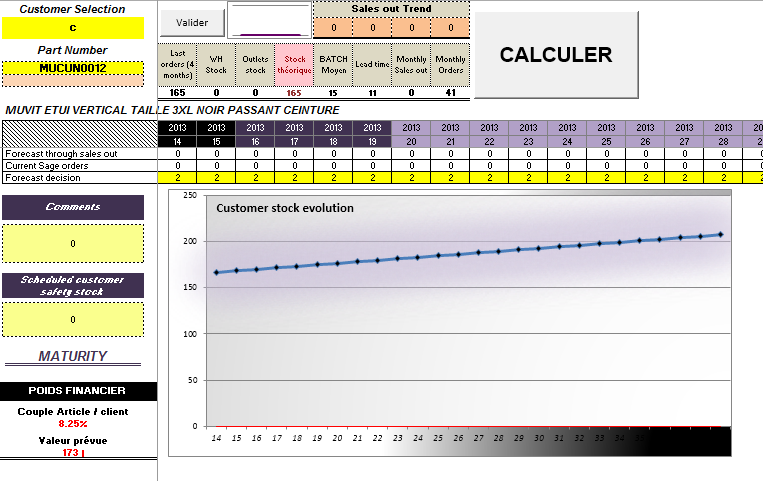 Customer Selection
c
Part Number
MUCUN0012
Valider
Sales out Trend
0 0 0 0
Last orders (4 months) WH Stock Outlets stock Stock théorique BATCH Moyen Lead time Monthly Sales out Monthly Orders
165 0 0 165 15 11 0 41
CALCULER
MUVIT ETUI VERTICAL TAILLE 3XL NOIR PASSANT CEINTURE
2013 2013 2013 2013 2013 2013 2013 2013 2013 2013 2013 2013 2013 2013 2013 2
14 15 16 17 18 19 20 21 22 23 24 25 26 27 28 2
Forecast through sales out 0 0 0 0 0 0 0 0 0 0 0 0 0 0 0
Current Sage orders 0 0 0 0 0 0 0 0 0 0 0 0 0 0 0
Forecast decision 2 2 2 2 2 2 2 2 2 2 2 2 2 2 2
Comments
0
Scheduled customer
safety stock
0
MATURITY
POIDS FINANCIER
Couple Article / client
8.25%
Valeur prévue
173
Customer stock evolution
250
200
150
100
50
0
14 15 16 17 18 19 20 21 22 23 24 25 26 27 28 29 30 31 32 33 34